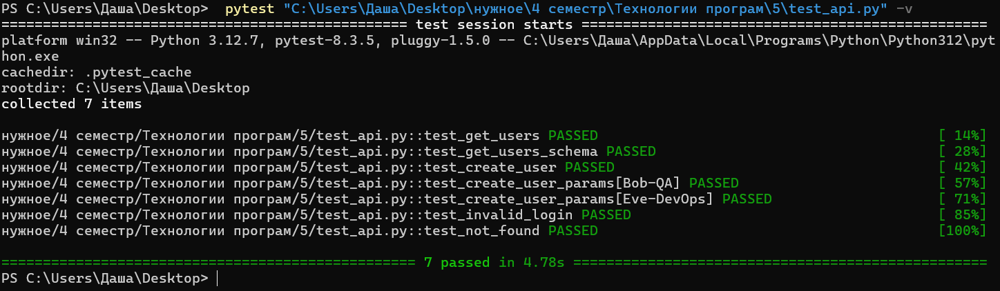 PS C:\Users\Даша\Desktop>  pytest "C:\Users\Даша\Desktop\нужное\4 семестр\Технологии програм\5\test_api.py" -v
================================================= test session starts =================================================
platform win32 -- Python 3.12.7, pytest-8.3.5, pluggy-1.5.0 -- C:\Users\Даша\AppData\Local\Programs\Python\Python312\pyt
hon.exe
cachedir: .pytest_cache
rootdir: C:\Users\Даша\Desktop
collected 7 items

нужное/4 семестр/Технологии програм/5/test_api.py::test_get_users PASSED                                         [ 14%]
нужное/4 семестр/Технологии програм/5/test_api.py::test_get_users_schema PASSED                                  [ 28%]
нужное/4 семестр/Технологии програм/5/test_api.py::test_create_user PASSED                                       [ 42%]
нужное/4 семестр/Технологии програм/5/test_api.py::test_create_user_params[Bob-QA] PASSED                        [ 57%]
нужное/4 семестр/Технологии програм/5/test_api.py::test_create_user_params[Eve-DevOps] PASSED                    [ 71%]
нужное/4 семестр/Технологии програм/5/test_api.py::test_invalid_login PASSED                                     [ 85%]
нужное/4 семестр/Технологии програм/5/test_api.py::test_not_found PASSED                                         [100%]

================================================== 7 passed in 4.78s ==================================================
PS C:\Users\Даша\Desktop>